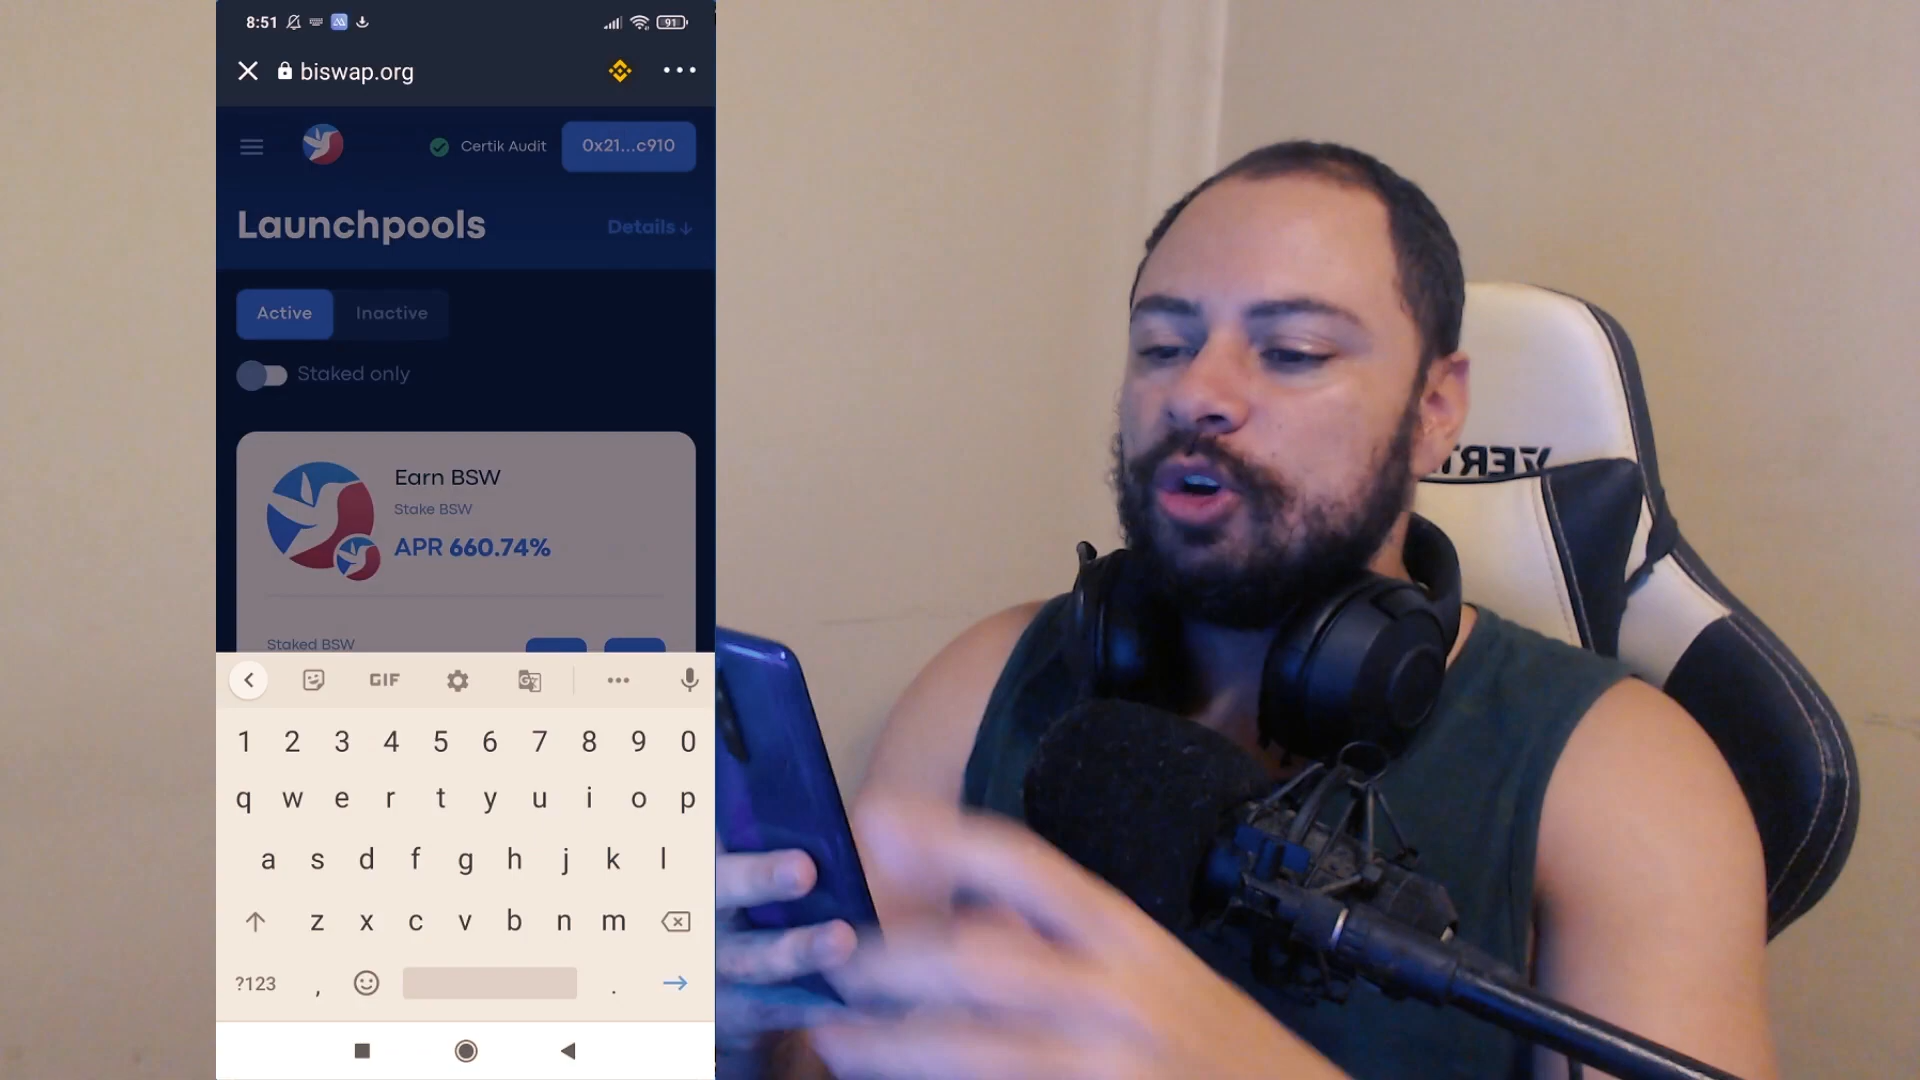 8:51
91
biswap.org
Certik Audit
0x21...c910
Launchpools
Details ↓
Active
Inactive
Staked only
Earn BSW
Stake BSW
APR 660.74%
Staked BSW
GIF
1 2 3 4 5 6 7 8 9 0
q w e r t y u i o p
a s d f g h j k l
z x c v b n m
?123 , .